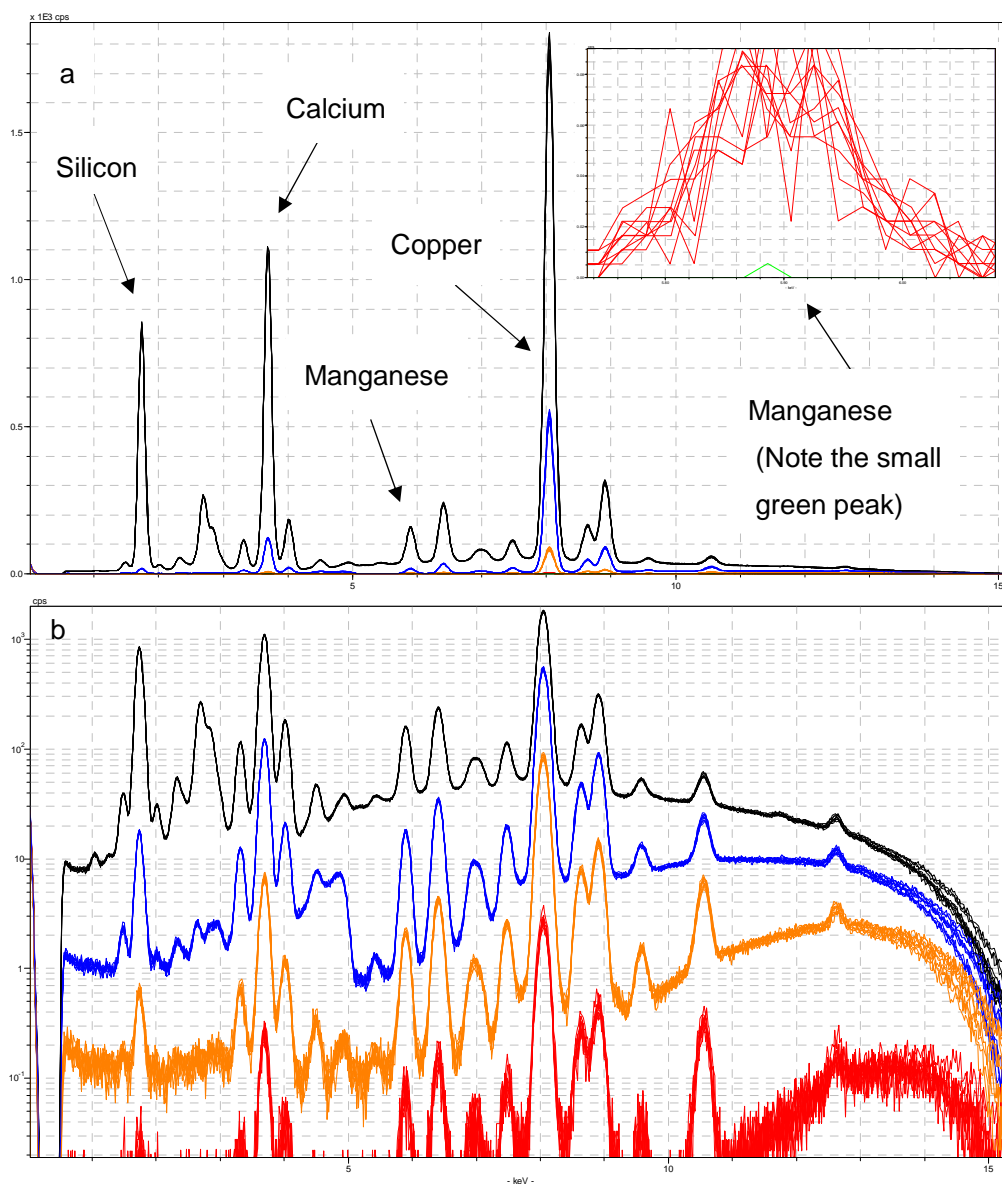 x 1E3 cps
a
Silicon
Calcium
Copper
Manganese
Manganese
(Note the small
green peak)
1.5
1.0
0.5
0.0
5
10
15
cps
b
10³
10²
10
1
10⁻¹
5
10
15
- keV -